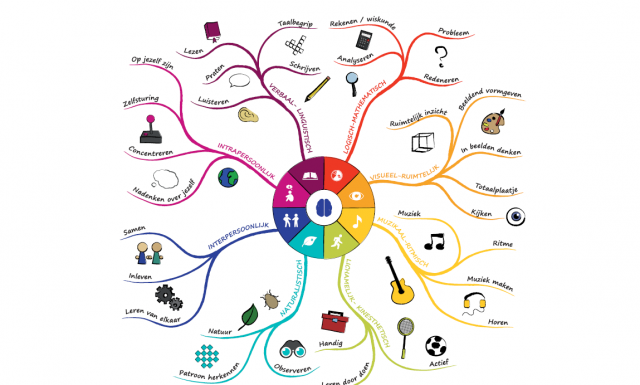 Taalbegrip
Lezen
Praten
Schrijven
Luisteren
VERBAAL- LINGUISTISCH
Rekenen / wiskunde
Probleem
Analyseren
Redeneren
LOGISCH-MATHEMATISCH
Beeldend vormgeven
Ruimtelijk inzicht
In beelden denken
Totaalplaatje
Kijken
VISUEEL-RUIMTELIJK
Muziek
Ritme
Muziek maken
Horen
MUZIKAAL-RITMISCH
Handig
Actief
Leren door doen
LICHAMELIJK- KINESTHETISCH
Natuur
Observeren
Patroon herkennen
NATURALISTISCH
Samen
Inleven
Leren van elkaar
INTERPERSOONLIJK
Op jezelf zijn
Zelfsturing
Concentreren
Nadenken over jezelf
INTRAPERSOONLIJK